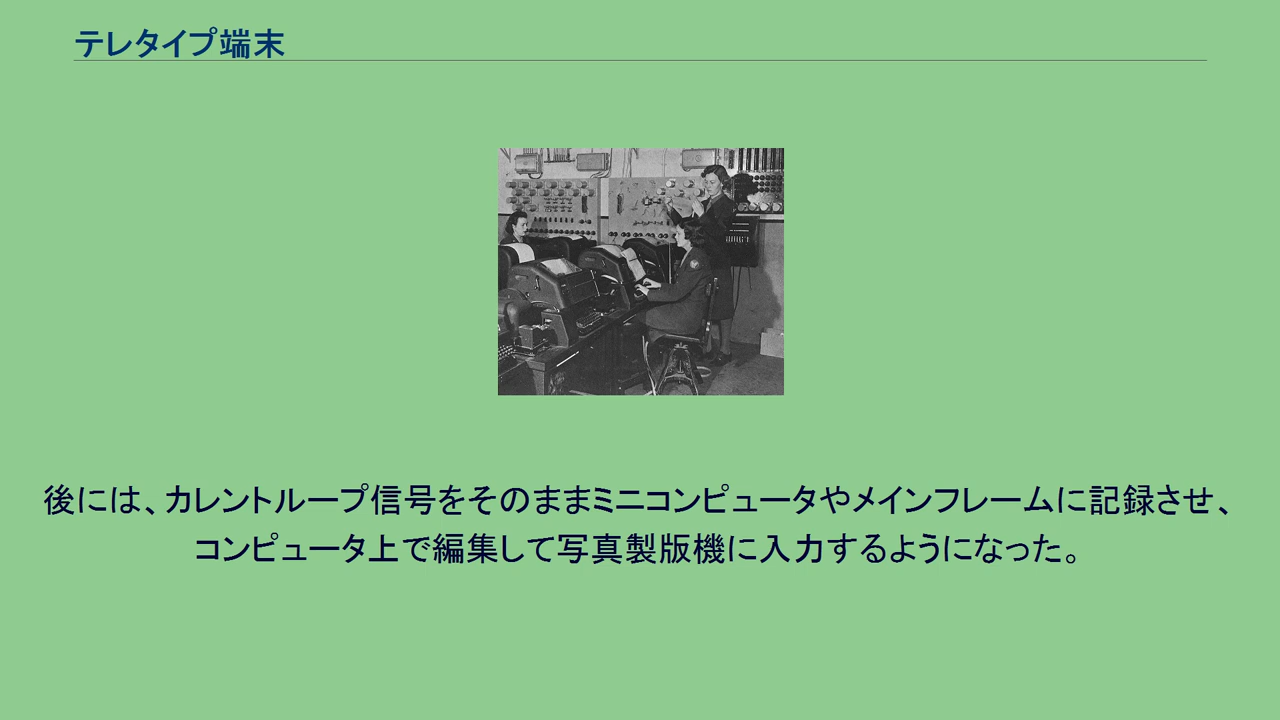 テレタイプ端末
後には、カレントループ信号をそのままミニコンピュータやメインフレームに記録させ、
コンピュータ上で編集して写真製版機に入力するようになった。